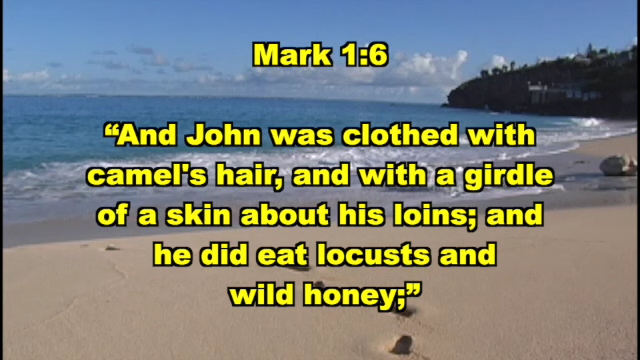 Mark 1:6
“And John was clothed with
camel's hair, and with a girdle
of a skin about his loins; and
he did eat locusts and
wild honey;”